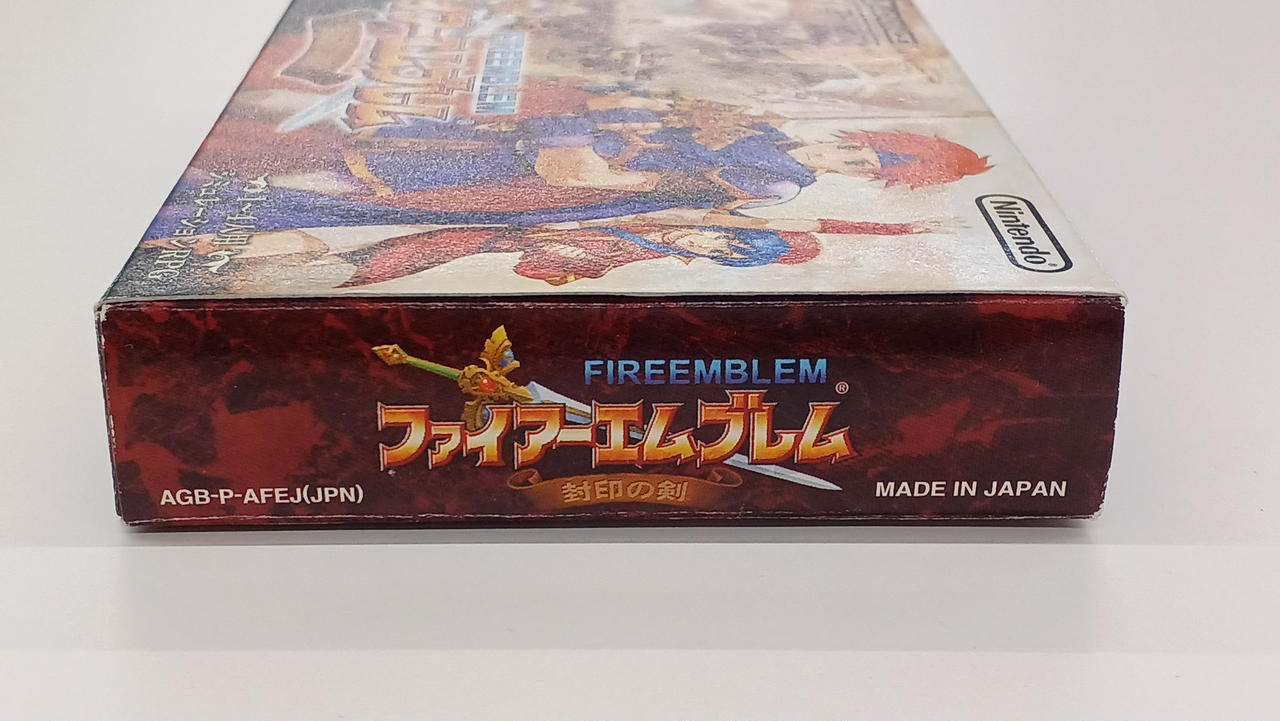 Nintendo®
FIREEMBLEM
ファイアーエムブレム®
封印の剣
AGB-P-AFEJ(JPN)
MADE IN JAPAN